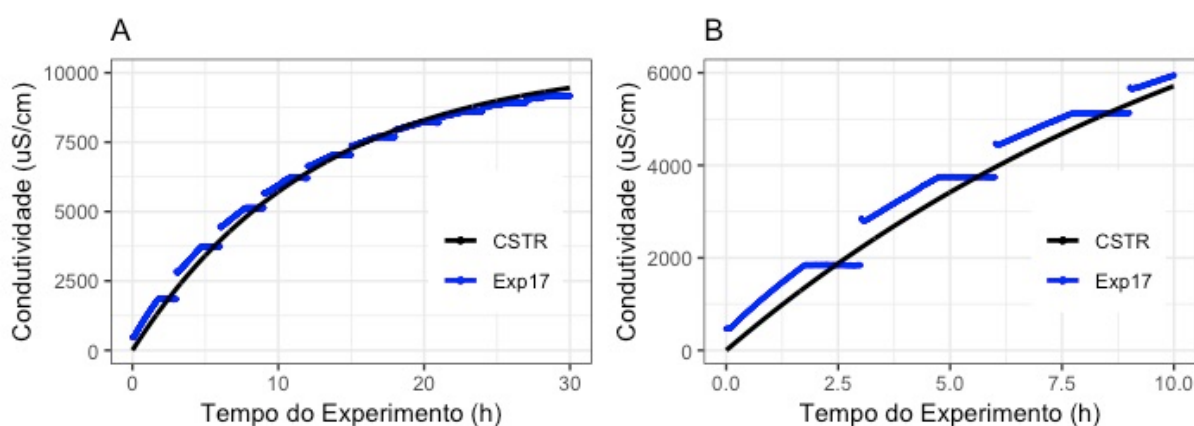 A
Condutividade (uS/cm)
10000
7500
5000
2500
0
CSTR
Exp17
0
10
20
30
Tempo do Experimento (h)
B
Condutividade (uS/cm)
6000
4000
2000
0
CSTR
Exp17
0.0
2.5
5.0
7.5
10.0
Tempo do Experimento (h)